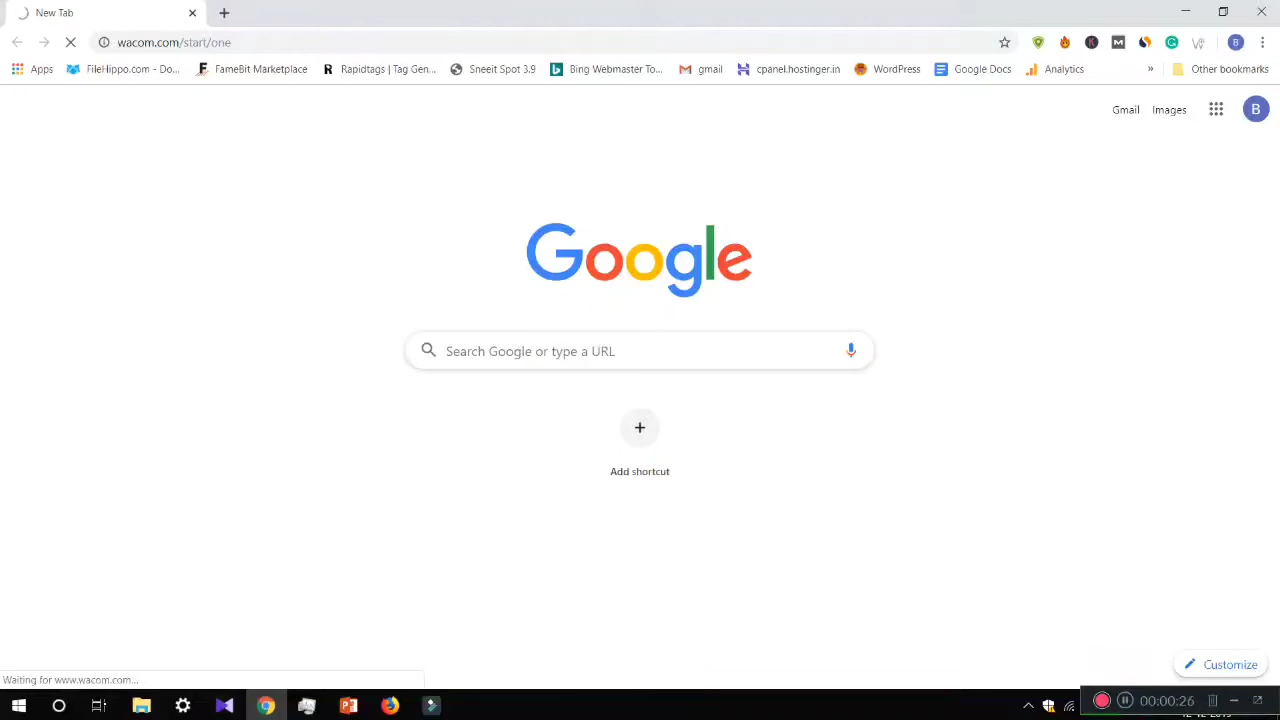 New Tab
wacom.com/start/one
Apps FileHippo.com - Do... FameBit Marketplace Rapidtags | Tag Gen... Sneeit Spot 3.9 Bing Webmaster To... gmail cpanel.hostinger.in WordPress Google Docs Analytics » Other bookmarks
Gmail Images B
Google
Search Google or type a URL
Add shortcut
Customize
Waiting for www.wacom.com...
00:00:26